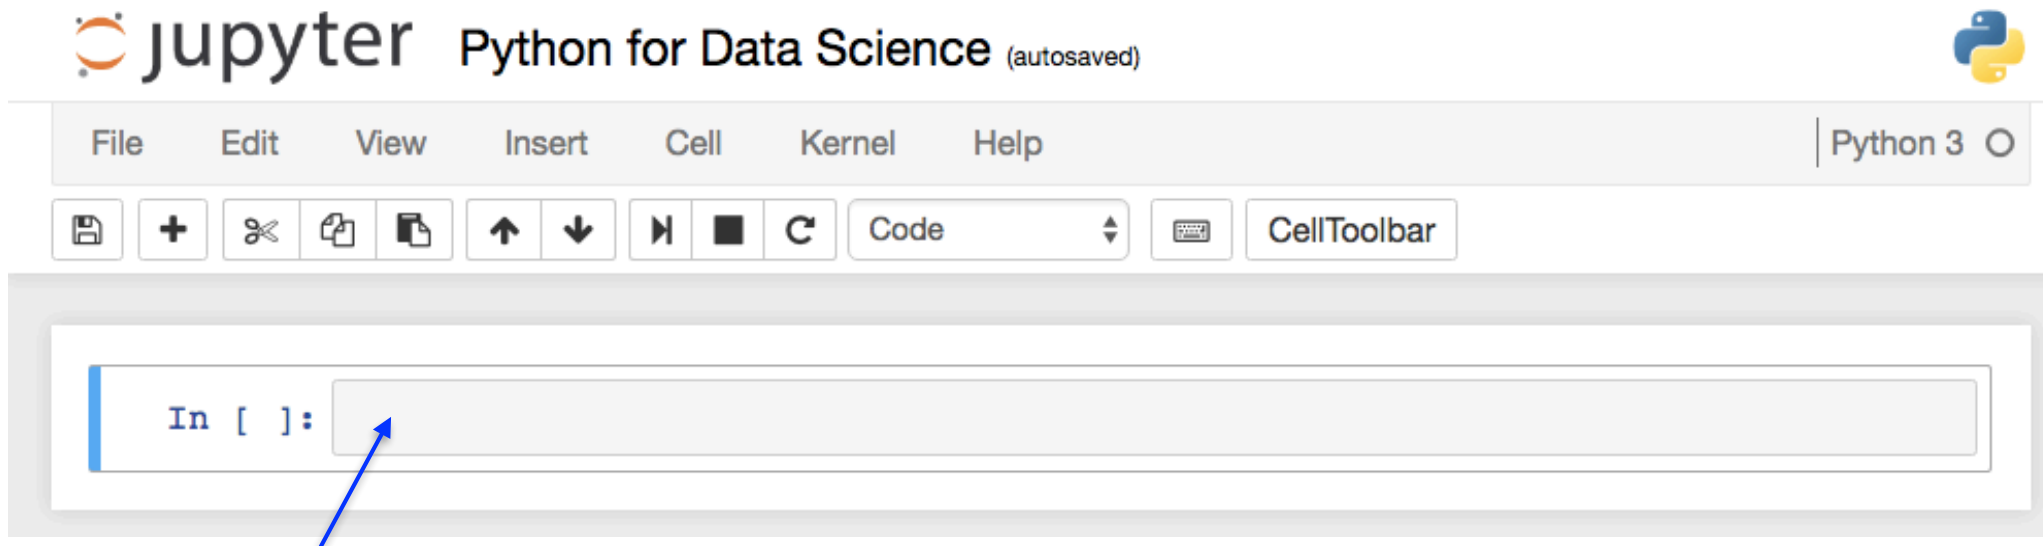 jupyter Python for Data Science (autosaved)
File Edit View Insert Cell Kernel Help Python 3
Code CellToolbar
In [ ]: